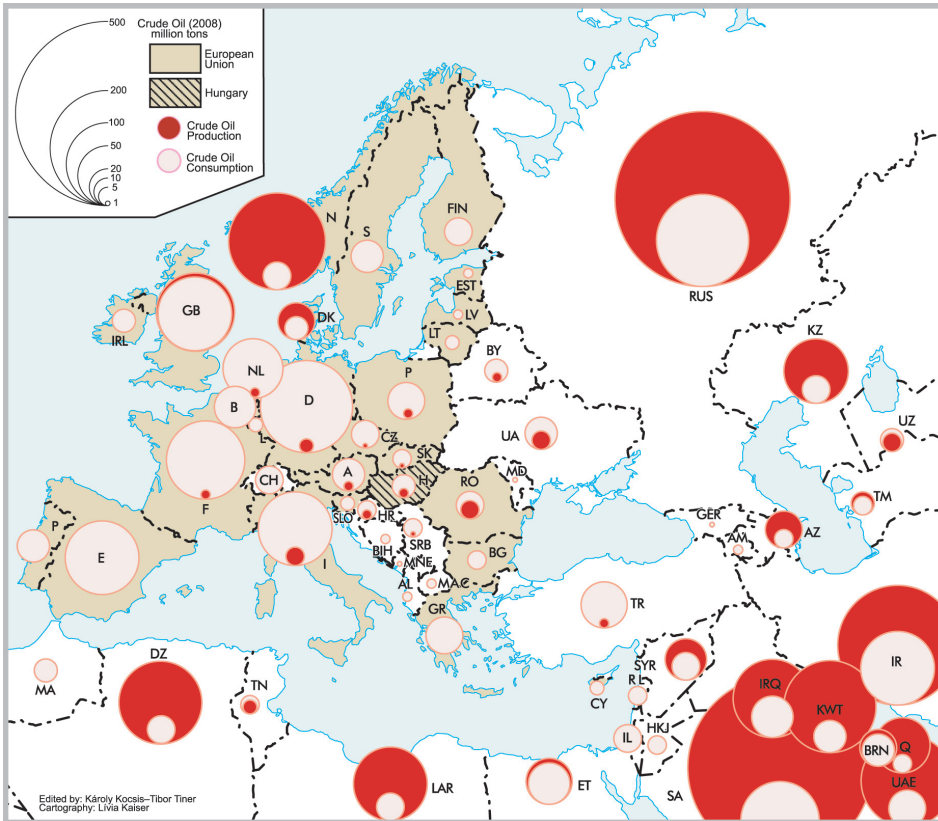 Crude Oil (2008)
million tons
500
200
100
50
20
10
5
1
European
Union
Hungary
Crude Oil
Production
Crude Oil
Consumption
N
S
FIN
RUS
EST
LV
LT
GB
IRL
DK
KZ
BY
NL
D
P
B
L
UZ
UA
ČZ
SK
CH
A
H
RO
MD
TM
F
ŠLO
HR
GER
AZ
AM
P
E
BIH
SRB
BG
I
MNE
MAC
AL
GR
TR
DZ
MA
TN
SYR
IR
CY
RL
IRQ
KWT
IL
HKJ
BRN
Q
LAR
ET
SA
UAE
Edited by: Károly Kocsis–Tibor Tiner
Cartography: Lívia Kaiser